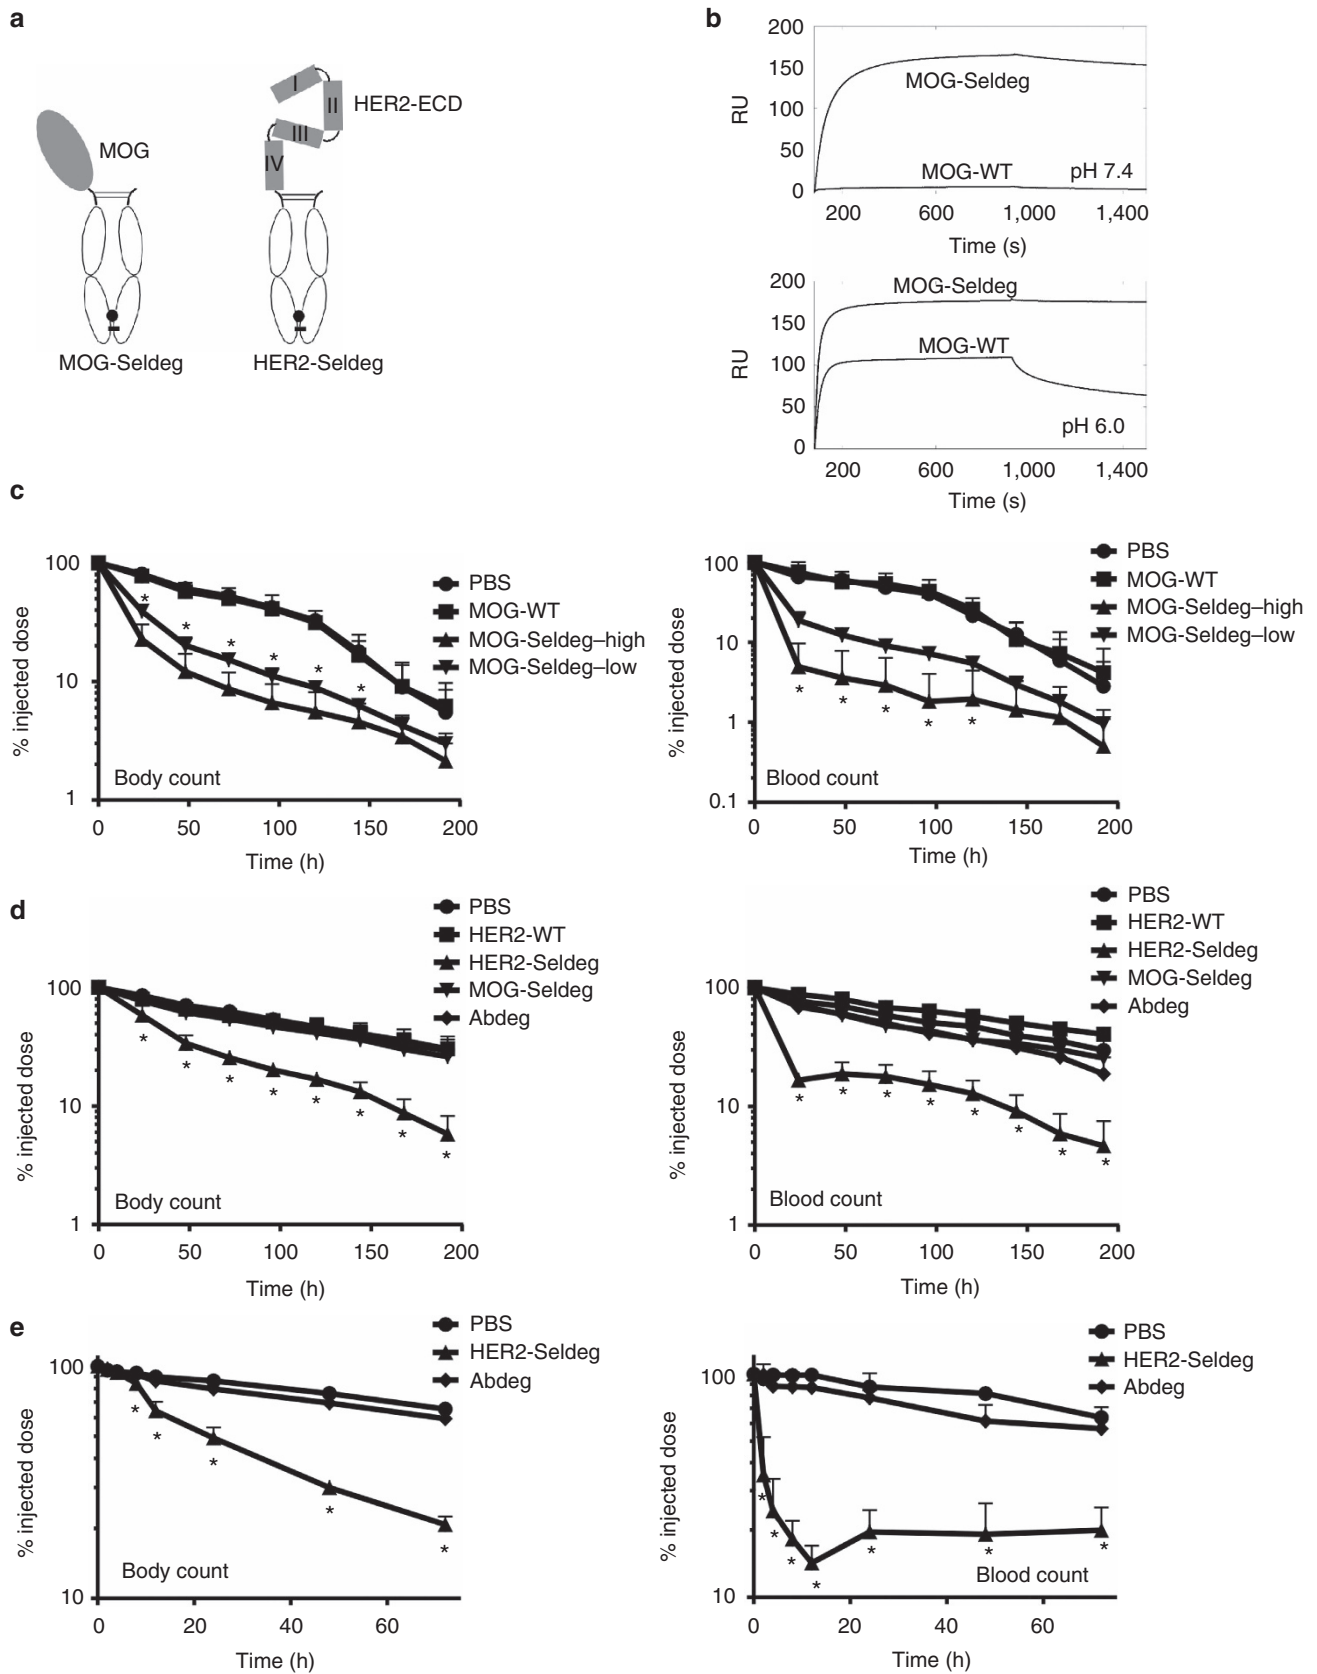 a
I
II
HER2-ECD
III
MOG
IV
MOG-Seldeg
HER2-Seldeg
b
200
150
MOG-Seldeg
RU
100
50
MOG-WT
pH 7.4
0
200 600 1,000 1,400
Time (s)
200
MOG-Seldeg
150
MOG-WT
RU
100
50
pH 6.0
0
200 600 1,000 1,400
Time (s)
c
100
10
1
% injected dose
PBS
MOG-WT
MOG-Seldeg–high
MOG-Seldeg–low
* * * * * *
Body count
0 50 100 150 200
Time (h)
100
10
1
0.1
% injected dose
PBS
MOG-WT
MOG-Seldeg–high
MOG-Seldeg–low
* * * * *
Blood count
0 50 100 150 200
Time (h)
d
PBS
HER2-WT
HER2-Seldeg
MOG-Seldeg
Abdeg
100
10
1
% injected dose
* * * * * * * *
Body count
0 50 100 150 200
Time (h)
PBS
HER2-WT
HER2-Seldeg
MOG-Seldeg
Abdeg
100
10
1
% injected dose
* * * * * * * *
Blood count
0 50 100 150 200
Time (h)
e
PBS
HER2-Seldeg
Abdeg
100
10
% injected dose
* * * * *
Body count
0 20 40 60
Time (h)
PBS
HER2-Seldeg
Abdeg
100
10
% injected dose
* * * * * * *
Blood count
0 20 40 60
Time (h)